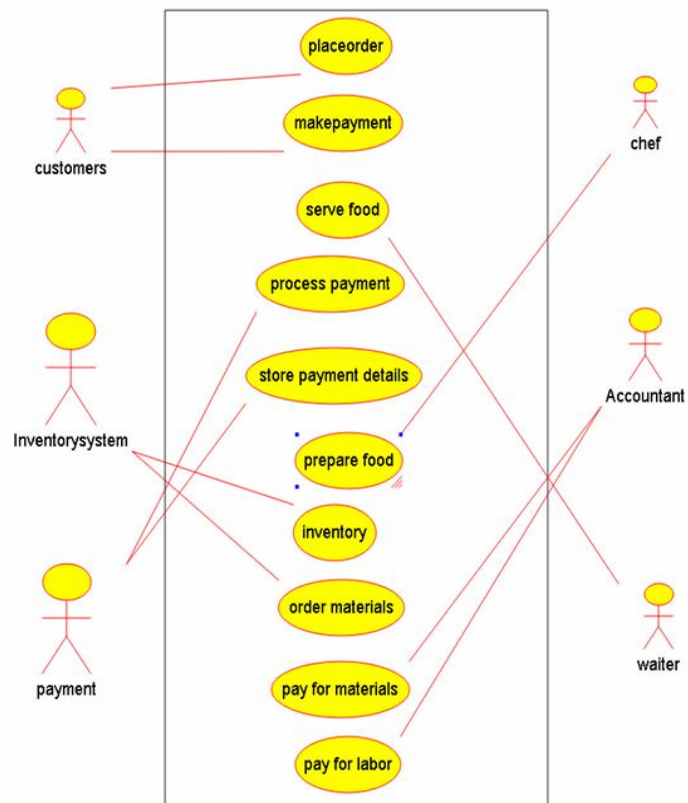 placeorder
makepayment
customers
chef
serve food
process payment
store payment details
Accountant
Inventorysystem
prepare food
inventory
order materials
waiter
payment
pay for materials
pay for labor